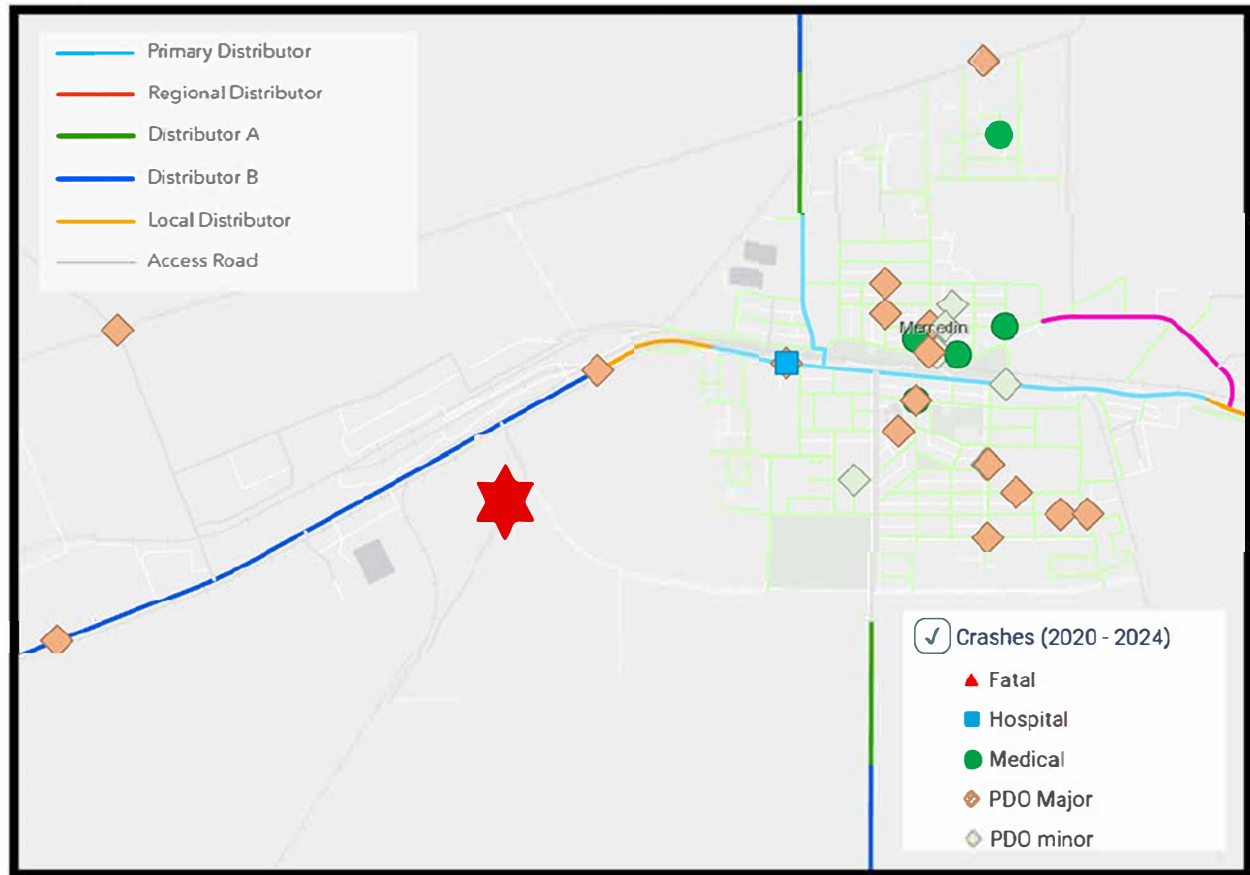 Primary Distributor
Regional Distributor
Distributor A
Distributor B
Local Distributor
Access Road
Merredin
Crashes (2020 - 2024)
Fatal
Hospital
Medical
PDO Major
PDO minor